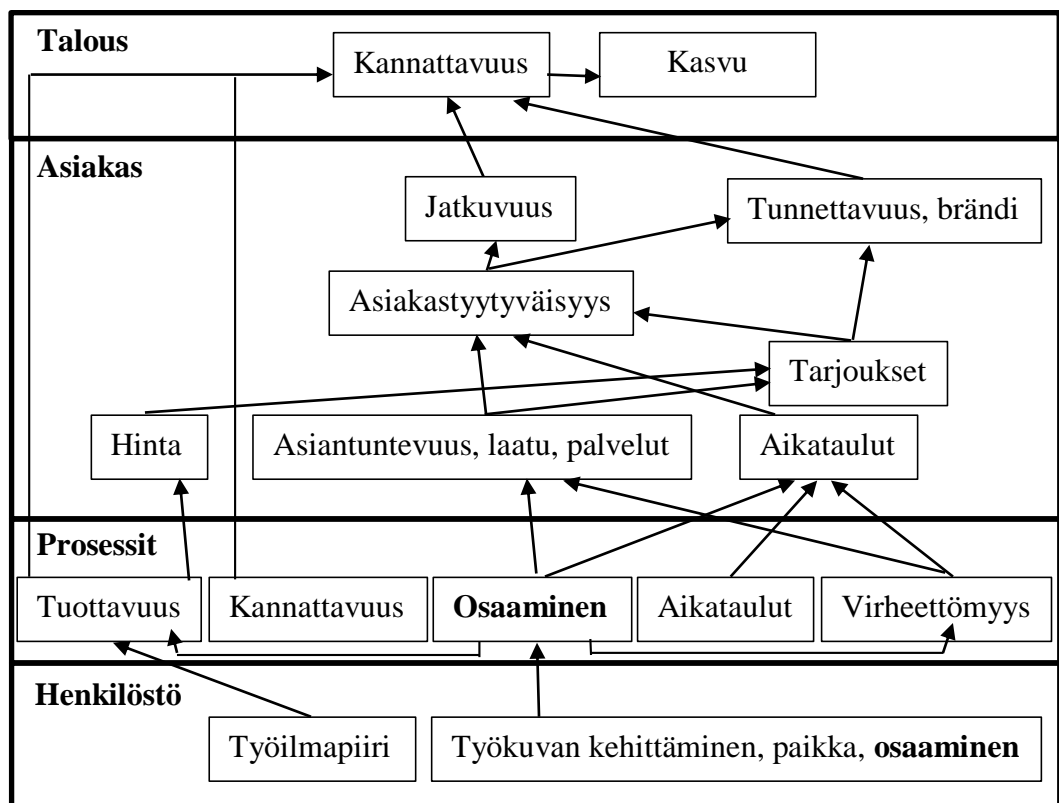 Talous
Kannattavuus
Kasvu
Asiakas
Jatkuvuus
Tunnettavuus, brändi
Asiakastyytyväisyys
Tarjoukset
Hinta
Asiantuntevuus, laatu, palvelut
Aikataulut
Prosessit
Tuottavuus
Kannattavuus
Osaaminen
Aikataulut
Virheettömyys
Henkilöstö
Työilmapiiri
Työkuvan kehittäminen, paikka, osaaminen